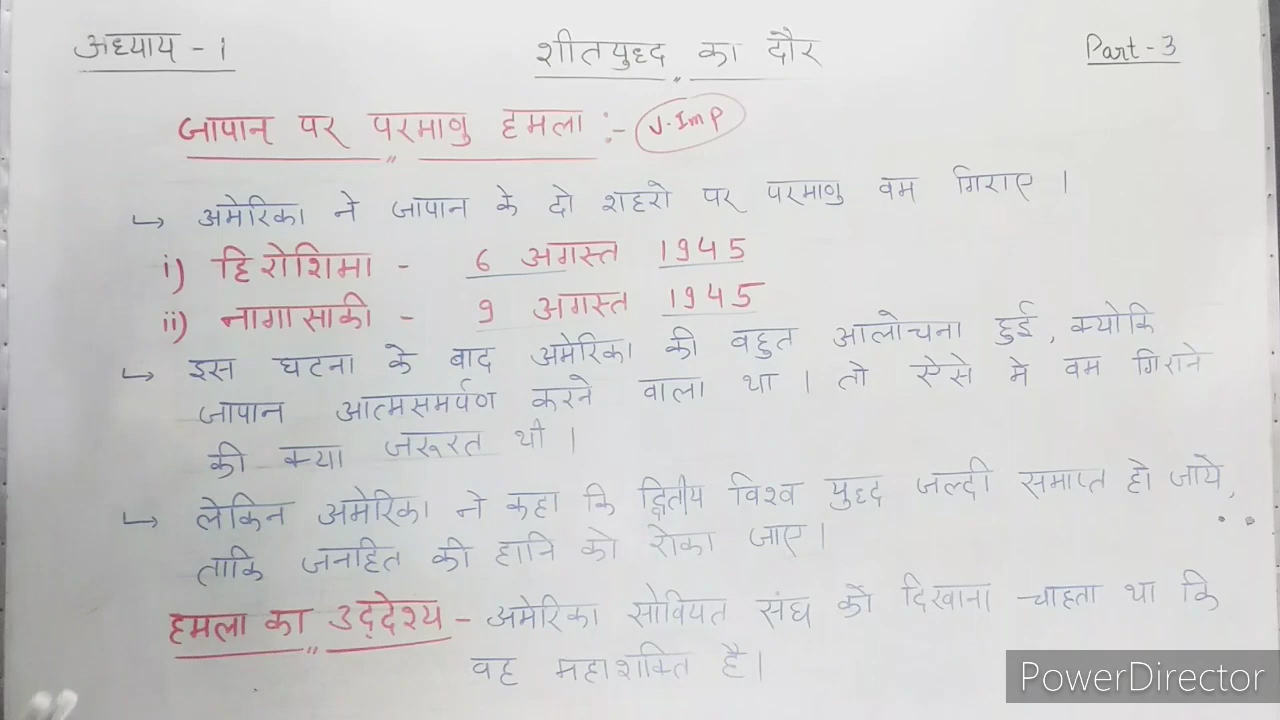 अध्याय - 1 शीतयुद्ध का दौर Part - 3
जापान पर परमाणु हमला :- V. Imp
↳ अमेरिका ने जापान के दो शहरो पर परमाणु वम गिराए ।
i) हिरोशिमा - 6 अगस्त 1945
ii) नागासाकी - 9 अगस्त 1945
↳ इस घटना के बाद अमेरिका की बहुत आलोचना हुई, क्योकि
जापान आत्मसमर्पण करने वाला था । तो ऐसे मे वम गिराने
की क्या जरूरत थी ।
↳ लेकिन अमेरिका ने कहा कि द्वितीय विश्व युद्ध जल्दी समाप्त हो जाये,
ताकि जनहित की हानि को रोका जाए ।
हमला का उद्देश्य - अमेरिका सोवियत संघ को दिखाना चाहता था कि
वह महाशक्ति है ।
PowerDirector